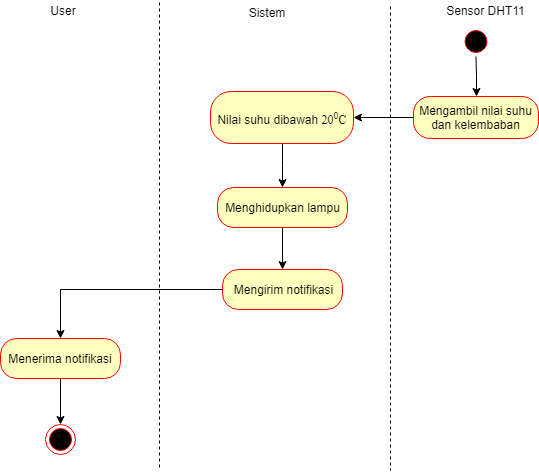 User
Sistem
Sensor DHT11
Mengambil nilai suhu
dan kelembaban
Nilai suhu dibawah 20⁰C
Menghidupkan lampu
Mengirim notifikasi
Menerima notifikasi